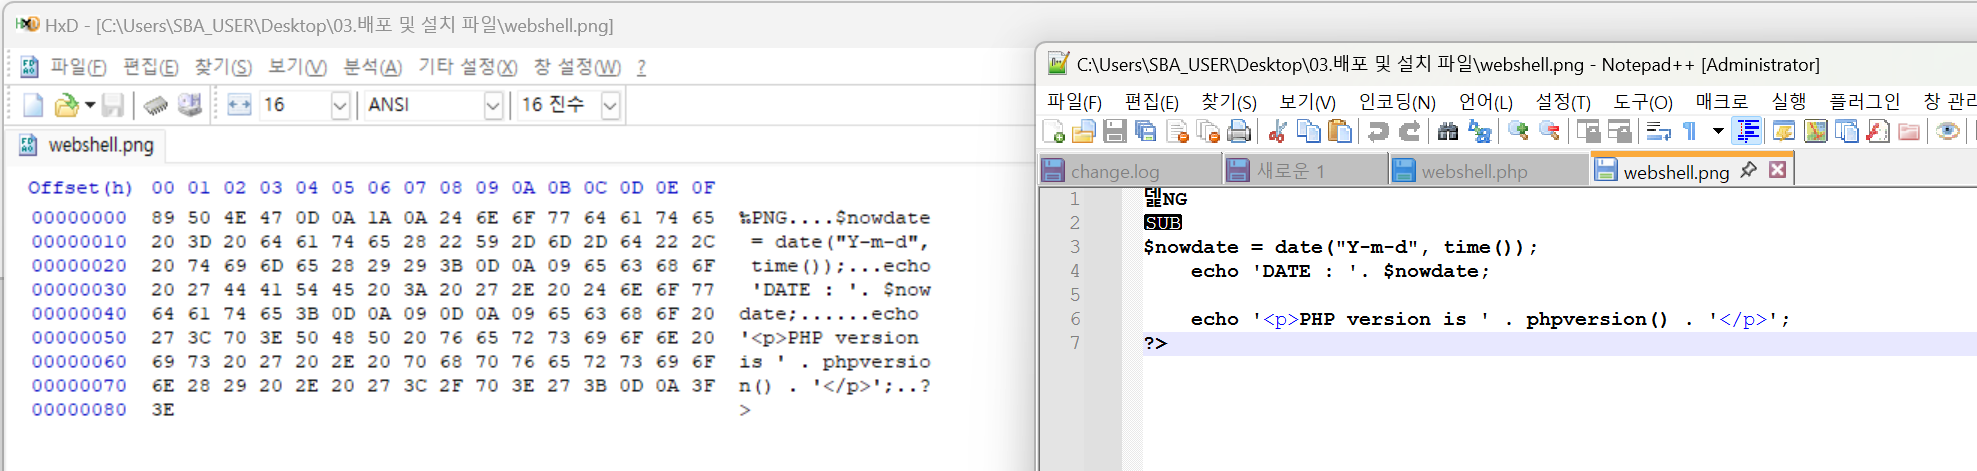 HxD - [C:\Users\SBA_USER\Desktop\03.배포 및 설치 파일\webshell.png]
파일(F) 편집(E) 찾기(S) 보기(V) 분석(A) 기타 설정(X) 창 설정(W) ?
16 ANSI 16 진수
webshell.png
Offset(h) 00 01 02 03 04 05 06 07 08 09 0A 0B 0C 0D 0E 0F
00000000 89 50 4E 47 0D 0A 1A 0A 24 6E 6F 77 64 61 74 65 ‰PNG....$nowdate
00000010 20 3D 20 64 61 74 65 28 22 59 2D 6D 2D 64 22 2C = date("Y-m-d",
00000020 20 74 69 6D 65 28 29 29 3B 0D 0A 09 65 63 68 6F time());...echo
00000030 20 27 44 41 54 45 20 3A 20 27 2E 20 24 6E 6F 77 'DATE : '. $now
00000040 64 61 74 65 3B 0D 0A 09 0D 0A 09 65 63 68 6F 20 date;......echo
00000050 27 3C 70 3E 50 48 50 20 76 65 72 73 69 6F 6E 20 '<p>PHP version
00000060 69 73 20 27 20 2E 20 70 68 70 76 65 72 73 69 6F is ' . phpversio
00000070 6E 28 29 20 2E 20 27 3C 2F 70 3E 27 3B 0D 0A 3F n() . '</p>';..?
00000080 3E >
C:\Users\SBA_USER\Desktop\03.배포 및 설치 파일\webshell.png - Notepad++ [Administrator]
파일(F) 편집(E) 찾기(S) 보기(V) 인코딩(N) 언어(L) 설정(T) 도구(O) 매크로 실행 플러그인 창 관리
change.log 새로운 1 webshell.php webshell.png
1 NG
2 SUB
3 $nowdate = date("Y-m-d", time());
4 echo 'DATE : '. $nowdate;
5
6 echo '<p>PHP version is ' . phpversion() . '</p>';
7 ?>